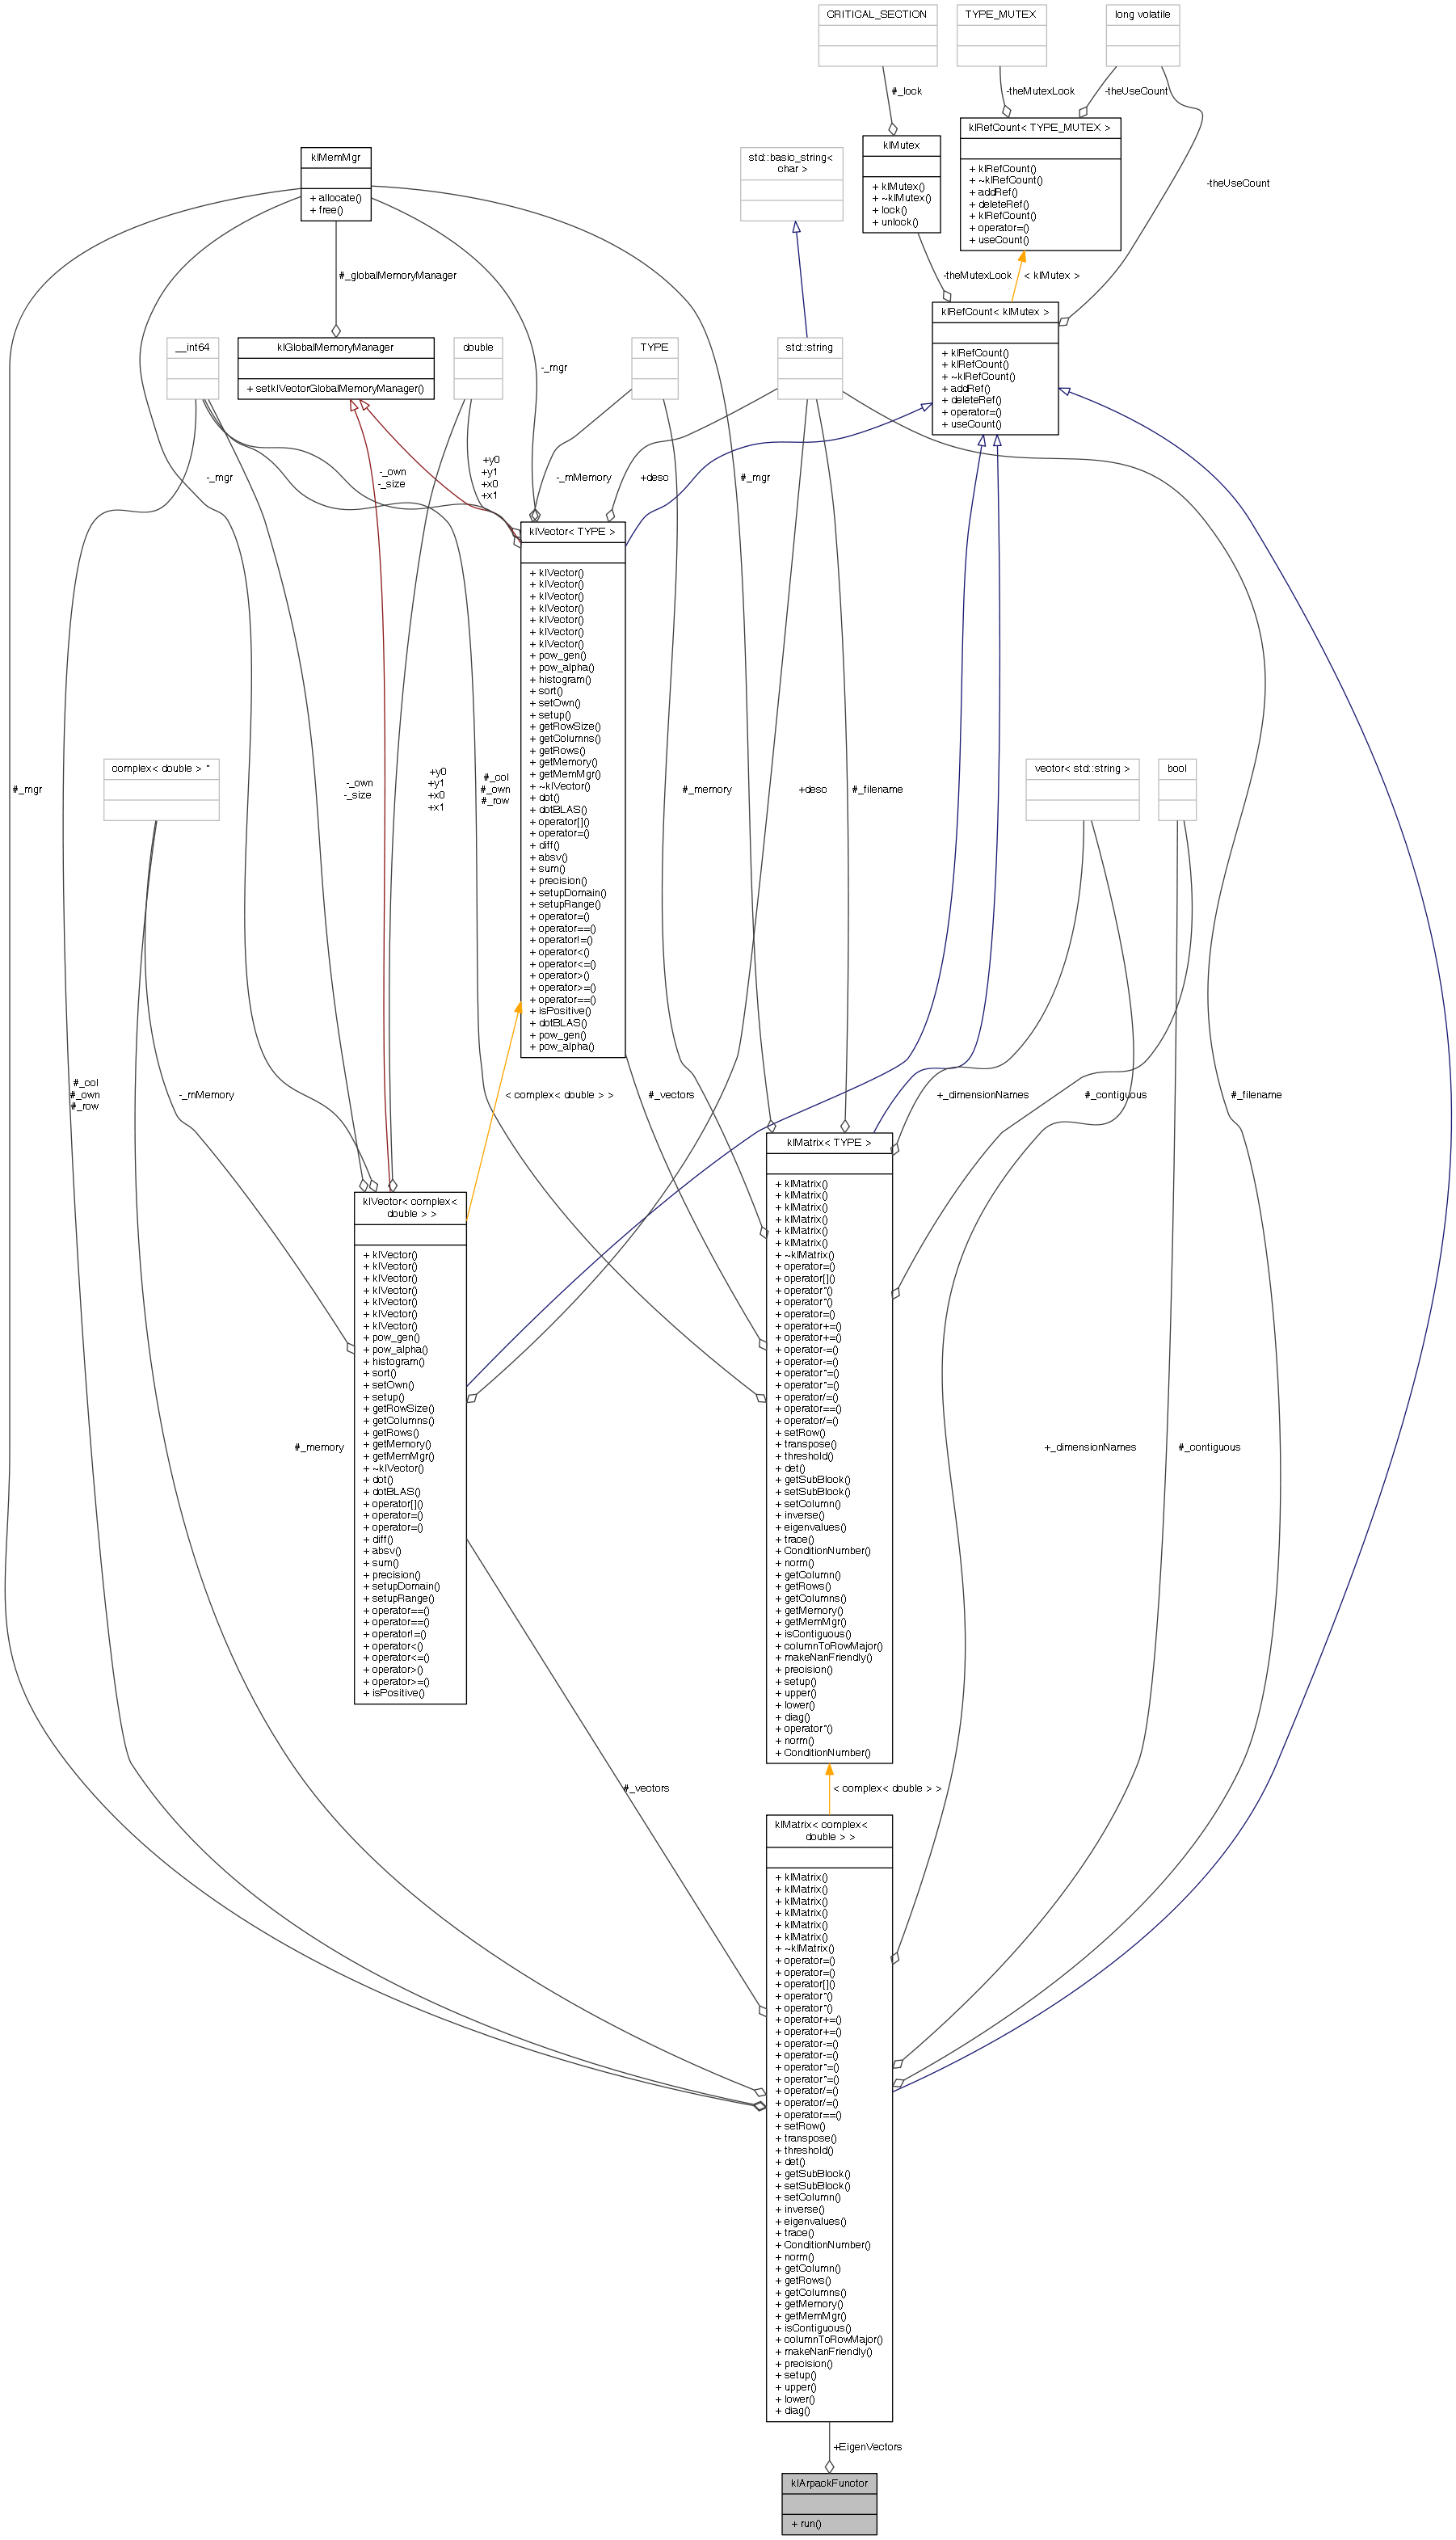 CRITICAL_SECTION
TYPE_MUTEX
long volatile
#_lock
-theMutexLock
-theUseCount
klRefCount< TYPE_MUTEX >
+ klRefCount()
+ ~klRefCount()
+ addRef()
+ deleteRef()
+ klRefCount()
+ operator=()
+ useCount()
klMutex
+ klMutex()
+ ~klMutex()
+ lock()
+ unlock()
klMemMgr
+ allocate()
+ free()
std::basic_string<
char >
-theUseCount
#_globalMemoryManager
-theMutexLock
< klMutex >
klRefCount< klMutex >
+ klRefCount()
+ klRefCount()
+ ~klRefCount()
+ addRef()
+ deleteRef()
+ operator=()
+ useCount()
__int64
klGlobalMemoryManager
+ setklVectorGlobalMemoryManager()
double
TYPE
std::string
-_mgr
-_mgr
-_own
-_size
+y0
+y1
+x0
+x1
-_mMemory
+desc
#_mgr
klVector< TYPE >
+ klVector()
+ klVector()
+ klVector()
+ klVector()
+ klVector()
+ klVector()
+ klVector()
+ pow_gen()
+ pow_alpha()
+ histogram()
+ sort()
+ setOwn()
+ setup()
+ getRowSize()
+ getColumns()
+ getRows()
+ getMemory()
+ getMemMgr()
+ ~klVector()
+ dot()
+ dotBLAS()
+ operator[]()
+ operator=()
+ diff()
+ absv()
+ sum()
+ precision()
+ setupDomain()
+ setupRange()
+ operator=()
+ operator==()
+ operator!=()
+ operator<()
+ operator<=()
+ operator>()
+ operator>=()
+ operator==()
+ isPositive()
+ dotBLAS()
+ pow_gen()
+ pow_alpha()
#_mgr
complex< double > *
-_own
-_size
+y0
+y1
+x0
+x1
#_col
#_own
#_row
#_memory
+desc
#_filename
vector< std::string >
bool
#_col
#_own
#_row
-_mMemory
< complex< double > >
#_vectors
+_dimensionNames
#_contiguous
#_filename
klMatrix< TYPE >
+ klMatrix()
+ klMatrix()
+ klMatrix()
+ klMatrix()
+ klMatrix()
+ klMatrix()
+ ~klMatrix()
+ operator=()
+ operator[]()
+ operator*()
+ operator*()
+ operator=()
+ operator+=()
+ operator+=()
+ operator-=()
+ operator-=()
+ operator*=()
+ operator*=()
+ operator/=()
+ operator==()
+ operator/=()
+ setRow()
+ transpose()
+ threshold()
+ det()
+ getSubBlock()
+ setSubBlock()
+ setColumn()
+ inverse()
+ eigenvalues()
+ trace()
+ ConditionNumber()
+ norm()
+ getColumn()
+ getRows()
+ getColumns()
+ getMemory()
+ getMemMgr()
+ isContiguous()
+ columnToRowMajor()
+ makeNanFriendly()
+ precision()
+ setup()
+ upper()
+ lower()
+ diag()
+ operator*()
+ norm()
+ ConditionNumber()
klVector< complex<
double > >
+ klVector()
+ klVector()
+ klVector()
+ klVector()
+ klVector()
+ klVector()
+ klVector()
+ pow_gen()
+ pow_alpha()
+ histogram()
+ sort()
+ setOwn()
+ setup()
+ getRowSize()
+ getColumns()
+ getRows()
+ getMemory()
+ getMemMgr()
+ ~klVector()
+ dot()
+ dotBLAS()
+ operator[]()
+ operator=()
+ operator=()
+ diff()
+ absv()
+ sum()
+ precision()
+ setupDomain()
+ setupRange()
+ operator==()
+ operator==()
+ operator!=()
+ operator<()
+ operator<=()
+ operator>()
+ operator>=()
+ isPositive()
#_memory
+_dimensionNames
#_contiguous
#_vectors
< complex< double > >
klMatrix< complex<
double > >
+ klMatrix()
+ klMatrix()
+ klMatrix()
+ klMatrix()
+ klMatrix()
+ klMatrix()
+ ~klMatrix()
+ operator=()
+ operator=()
+ operator[]()
+ operator*()
+ operator*()
+ operator+=()
+ operator+=()
+ operator-=()
+ operator-=()
+ operator*=()
+ operator*=()
+ operator/=()
+ operator/=()
+ operator==()
+ setRow()
+ transpose()
+ threshold()
+ det()
+ getSubBlock()
+ setSubBlock()
+ setColumn()
+ inverse()
+ eigenvalues()
+ trace()
+ ConditionNumber()
+ norm()
+ getColumn()
+ getRows()
+ getColumns()
+ getMemory()
+ getMemMgr()
+ isContiguous()
+ columnToRowMajor()
+ makeNanFriendly()
+ precision()
+ setup()
+ upper()
+ lower()
+ diag()
+EigenVectors
klArpackFunctor
+ run()